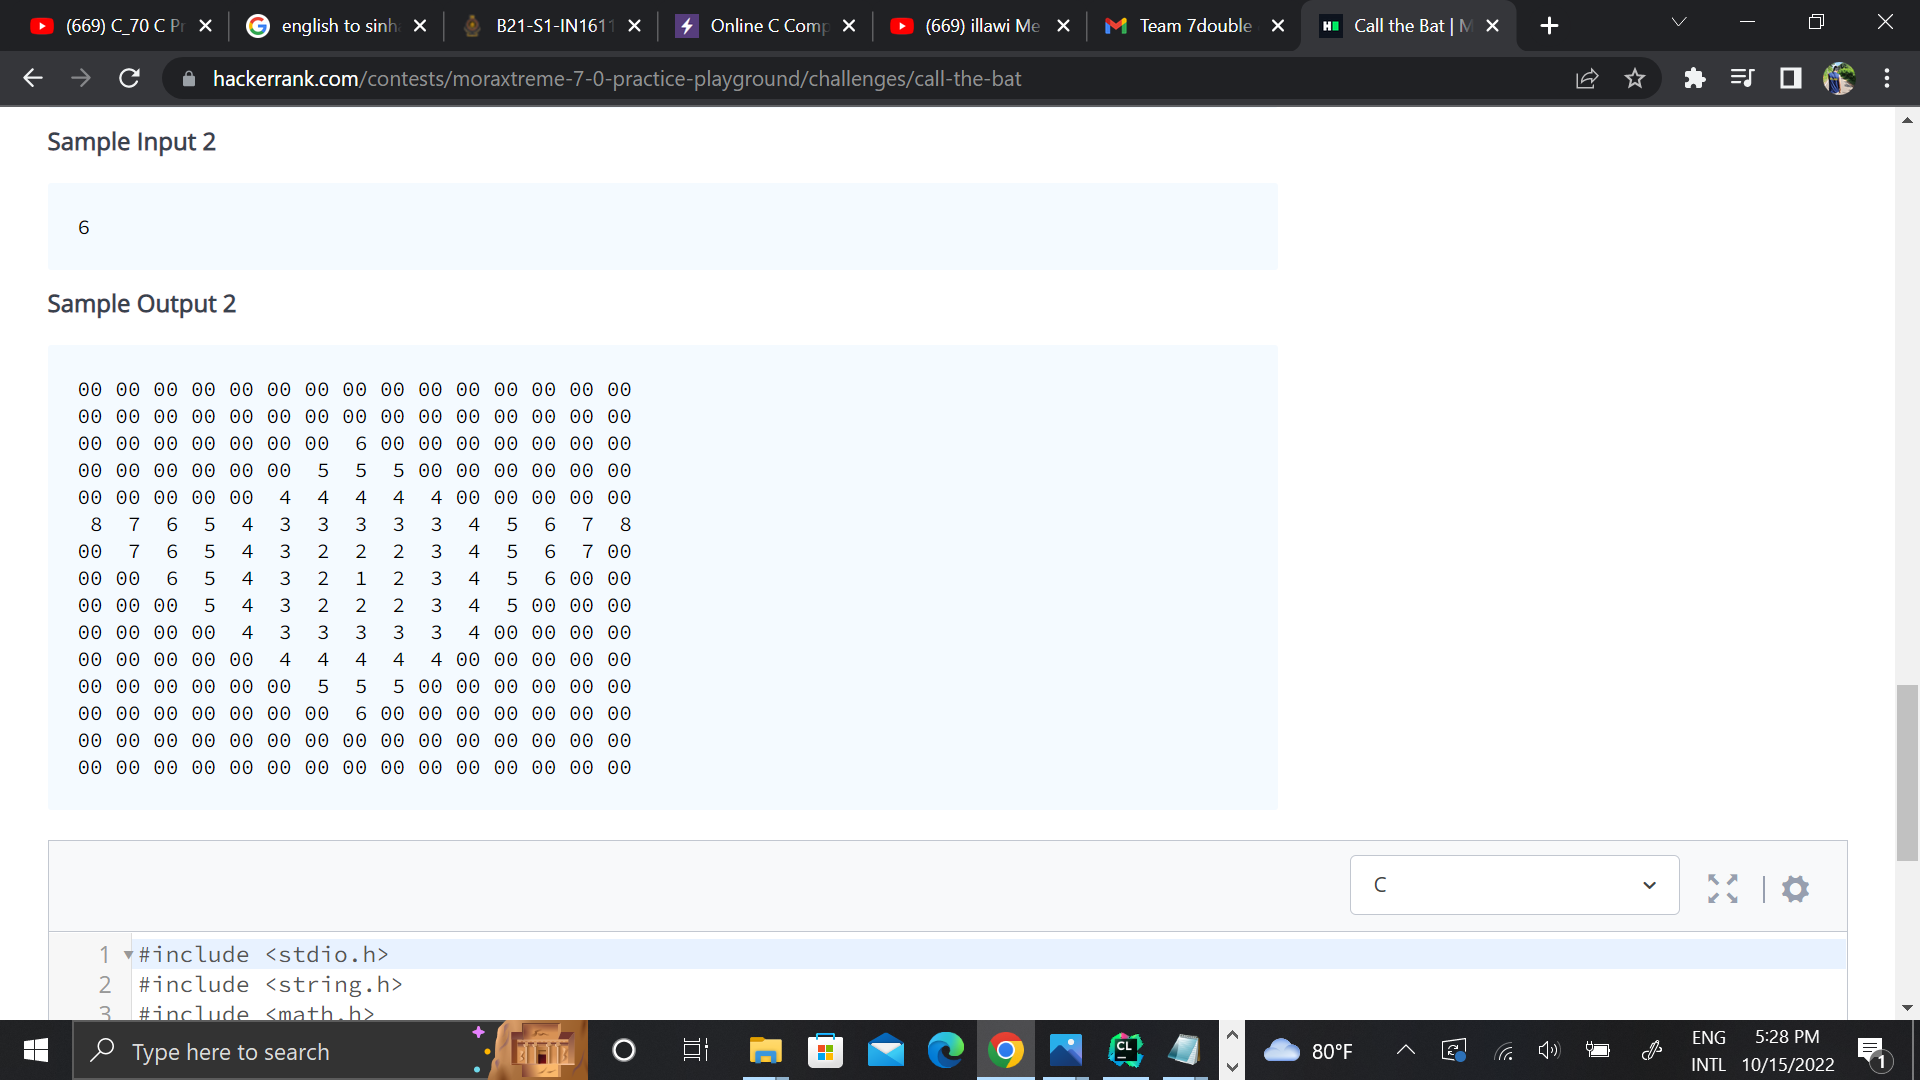 (669) C_70 C Pr
english to sinha
B21-S1-IN1611
Online C Comp
(669) illawi Me
Team 7double
Call the Bat | M
hackerrank.com/contests/moraxtreme-7-0-practice-playground/challenges/call-the-bat
Sample Input 2
6
Sample Output 2
00 00 00 00 00 00 00 00 00 00 00 00 00 00 00
00 00 00 00 00 00 00 00 00 00 00 00 00 00 00
00 00 00 00 00 00 00  6 00 00 00 00 00 00 00
00 00 00 00 00 00  5  5  5 00 00 00 00 00 00
00 00 00 00 00  4  4  4  4  4 00 00 00 00 00
 8  7  6  5  4  3  3  3  3  3  4  5  6  7  8
00  7  6  5  4  3  2  2  2  3  4  5  6  7 00
00 00  6  5  4  3  2  1  2  3  4  5  6 00 00
00 00 00  5  4  3  2  2  2  3  4  5 00 00 00
00 00 00 00  4  3  3  3  3  3  4 00 00 00 00
00 00 00 00 00  4  4  4  4  4 00 00 00 00 00
00 00 00 00 00 00  5  5  5 00 00 00 00 00 00
00 00 00 00 00 00 00  6 00 00 00 00 00 00 00
00 00 00 00 00 00 00 00 00 00 00 00 00 00 00
00 00 00 00 00 00 00 00 00 00 00 00 00 00 00
C
1 #include <stdio.h>
2 #include <string.h>
3 #include <math.h>
Type here to search
CL
80°F
ENG
INTL
5:28 PM
10/15/2022
1